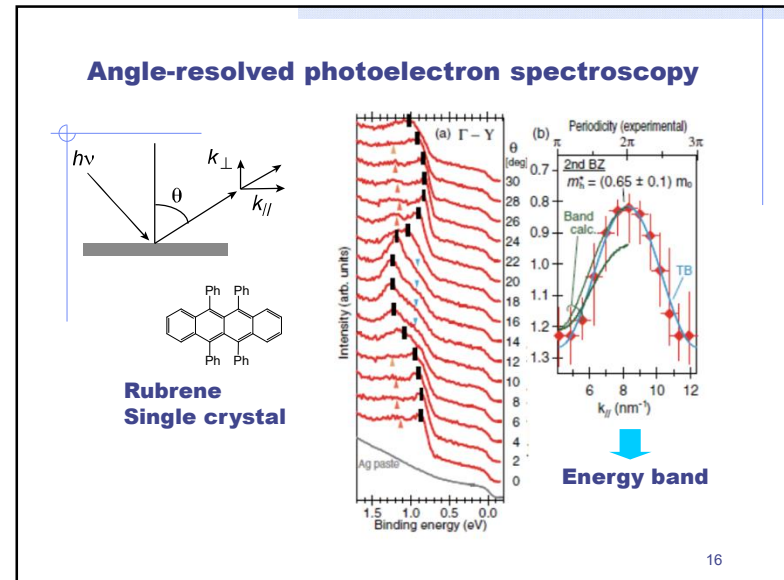 Angle-resolved photoelectron spectroscopy
hν
θ
k⊥
k//
Ph Ph
Ph Ph
Rubrene
Single crystal
(a) Γ – Y
θ
[deg]
30
28
26
24
22
20
18
16
14
12
10
8
6
4
2
0
Intensity (arb. units)
Ag paste
1.5 1.0 0.5 0.0
Binding energy (eV)
(b)
Periodicity (experimental)
π 2π 3π
2nd BZ
m*h = (0.65 ± 0.1) m₀
Band
calc.
TB
0.7
0.8
0.9
1.0
1.1
1.2
1.3
6 8 10 12
k// (nm⁻¹)
Energy band
16